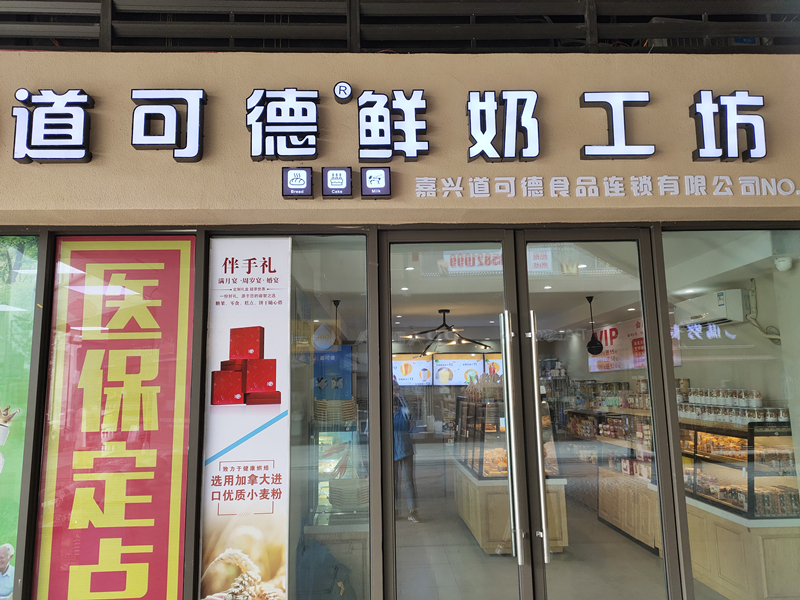 道可德®鲜奶工坊
Bread Cake Milk
嘉兴道可德食品连锁有限公司NO.
医保定点
伴手礼
满月宴·周岁宴·婚宴
致力于健康烘焙
选用加拿大进
口优质小麦粉
VIP